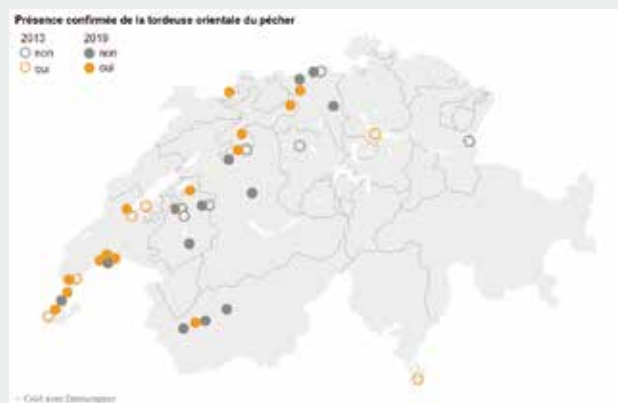 Présence confirmée de la tordeuse orientale du pêcher
2013 2019
non non
oui oui